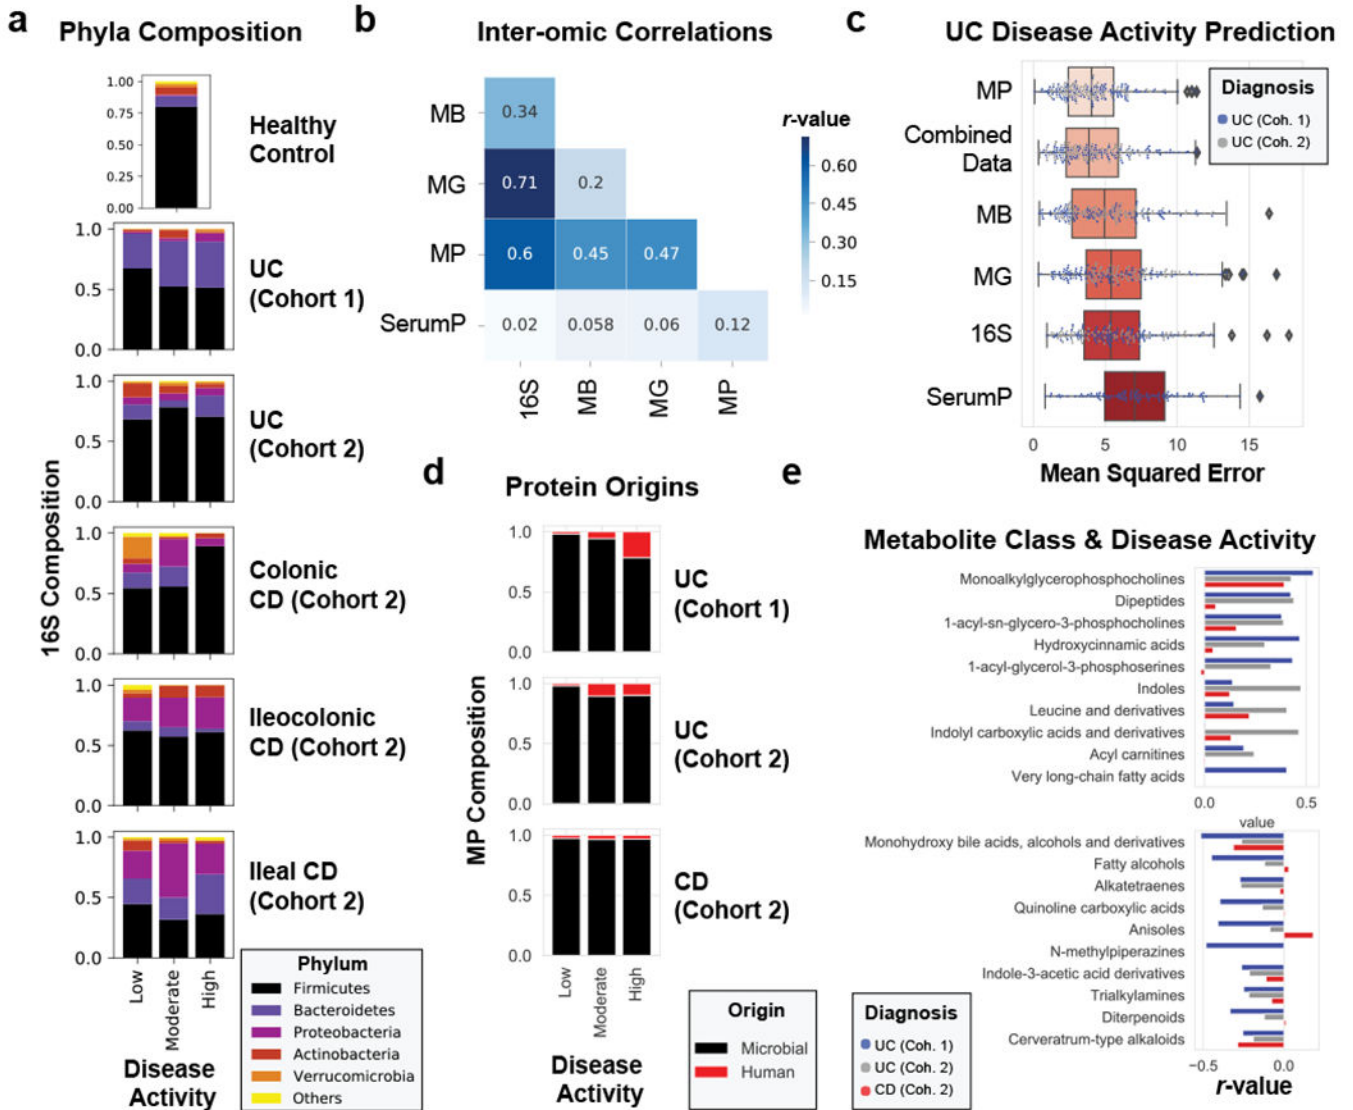 a
Phyla Composition
1.00
0.75
0.50
0.25
0.00
Healthy
Control
1.0
0.5
0.0
UC
(Cohort 1)
1.0
0.5
0.0
UC
(Cohort 2)
1.0
0.5
0.0
Colonic
CD (Cohort 2)
1.0
0.5
0.0
Ileocolonic
CD (Cohort 2)
1.0
0.5
0.0
Ileal CD
(Cohort 2)
16S Composition
Low
Moderate
High
Disease
Activity
Phylum
Firmicutes
Bacteroidetes
Proteobacteria
Actinobacteria
Verrucomicrobia
Others
b
Inter-omic Correlations
MB
MG
MP
SerumP
0.34
0.71
0.2
0.6
0.45
0.47
0.02
0.058
0.06
0.12
16S
MB
MG
MP
r-value
0.60
0.45
0.30
0.15
c
UC Disease Activity Prediction
MP
Combined
Data
MB
MG
16S
SerumP
Diagnosis
UC (Coh. 1)
UC (Coh. 2)
0
5
10
15
Mean Squared Error
d
Protein Origins
1.0
0.5
0.0
UC
(Cohort 1)
1.0
0.5
0.0
UC
(Cohort 2)
1.0
0.5
0.0
CD
(Cohort 2)
MP Composition
Low
Moderate
High
Disease
Activity
Origin
Microbial
Human
e
Metabolite Class & Disease Activity
Monoalkylglycerophosphocholines
Dipeptides
1-acyl-sn-glycero-3-phosphocholines
Hydroxycinnamic acids
1-acyl-glycerol-3-phosphoserines
Indoles
Leucine and derivatives
Indolyl carboxylic acids and derivatives
Acyl carnitines
Very long-chain fatty acids
0.0
0.5
value
Monohydroxy bile acids, alcohols and derivatives
Fatty alcohols
Alkatetraenes
Quinoline carboxylic acids
Anisoles
N-methylpiperazines
Indole-3-acetic acid derivatives
Trialkylamines
Diterpenoids
Cerveratrum-type alkaloids
−0.5
0.0
r-value
Diagnosis
UC (Coh. 1)
UC (Coh. 2)
CD (Coh. 2)